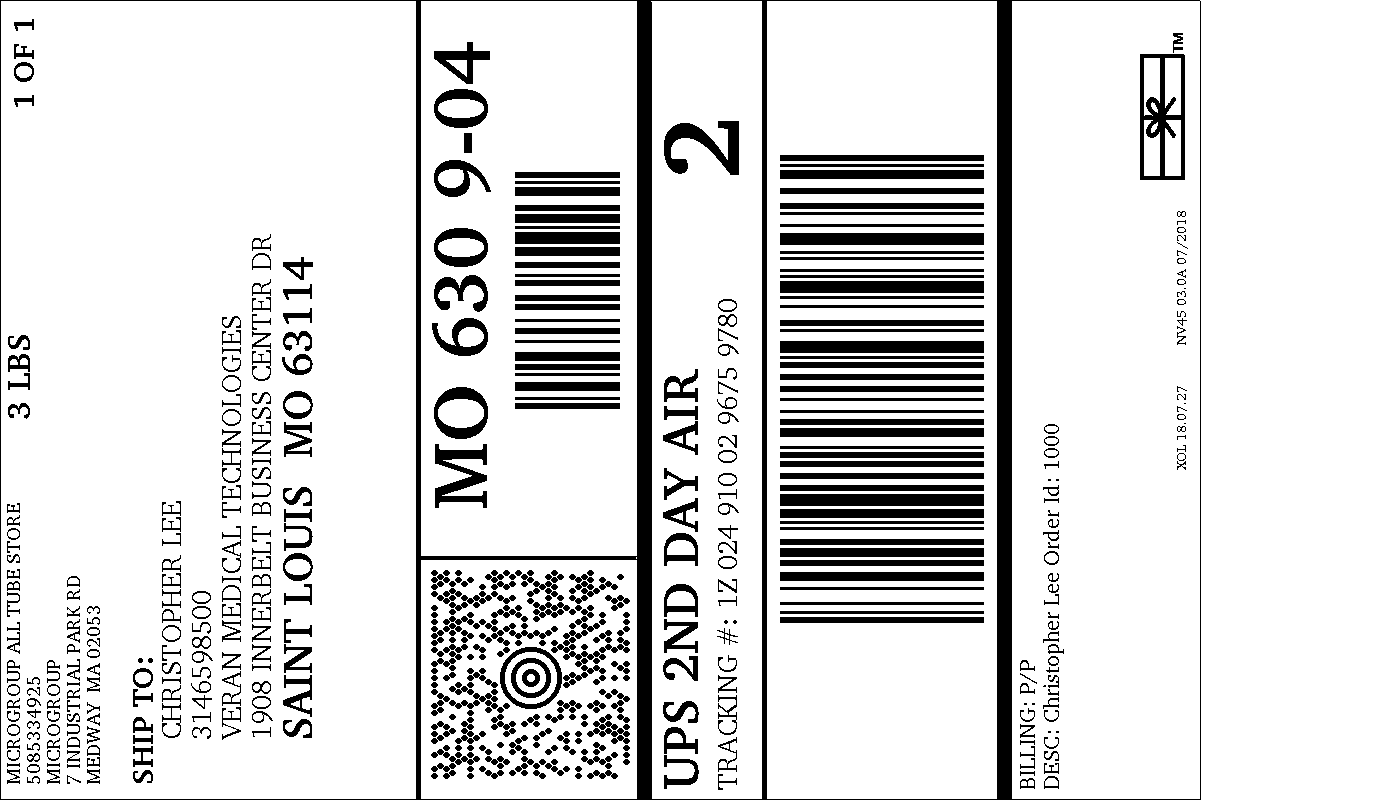 MICROGROUP ALL TUBE STORE
5085334925
MICROGROUP
7 INDUSTRIAL PARK RD
MEDWAY MA 02053
3 LBS
1 OF 1
SHIP TO:
CHRISTOPHER LEE
3146598500
VERAN MEDICAL TECHNOLOGIES
1908 INNERBELT BUSINESS CENTER DR
SAINT LOUIS MO 63114
MO 630 9-04
UPS 2ND DAY AIR
2
TRACKING #: 1Z 024 910 02 9675 9780
BILLING: P/P
DESC: Christopher Lee Order Id: 1000
XOL 18.07.27 NV45 03.0A 07/2018
TM